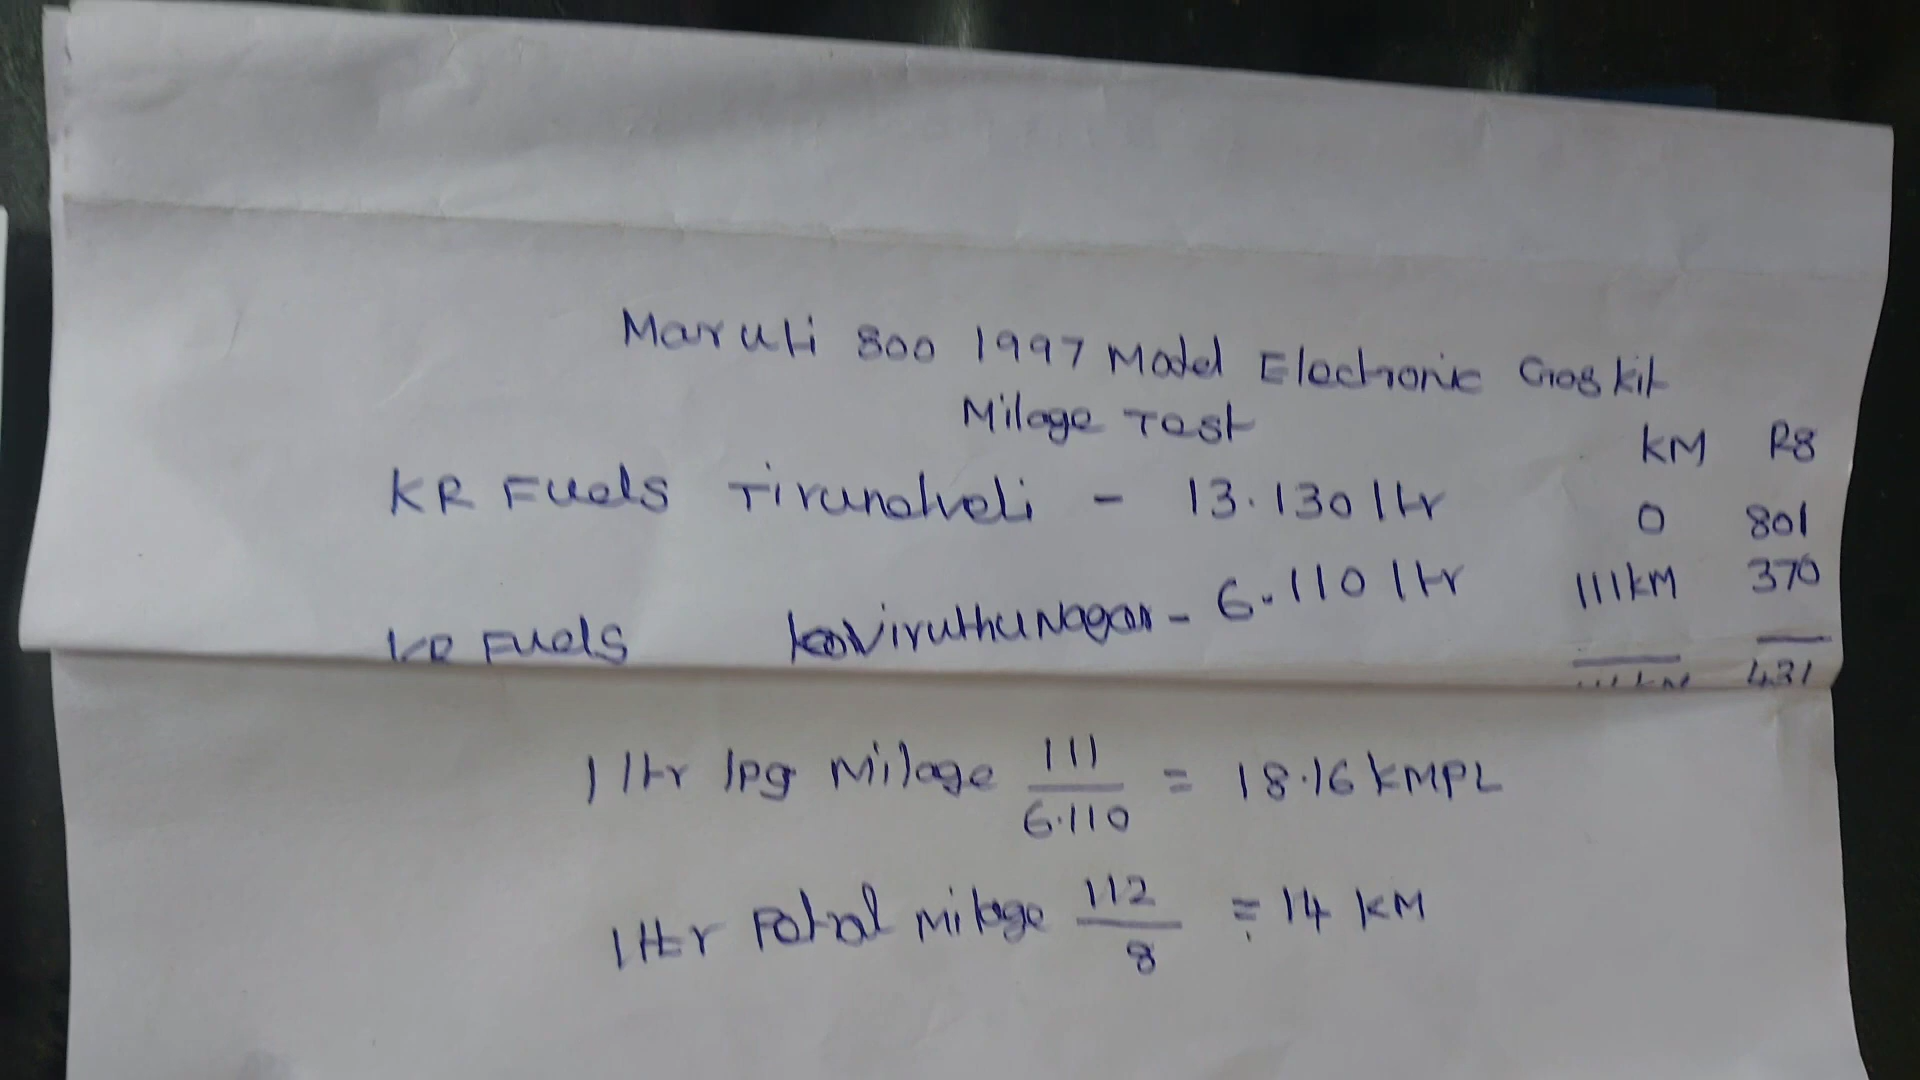 Maruti 800 1997 Model Electronic Gas kit
Milage Test
KM RS
KR Fuels Tirunelveli - 13.130 ltr 0 801
KR Fuels Viruthunagar - 6.110 ltr 111KM 370
431
1 ltr lpg Milage 111/6.110 = 18.16 KMPL
1 ltr Petrol milage 112/8 = 14 KM